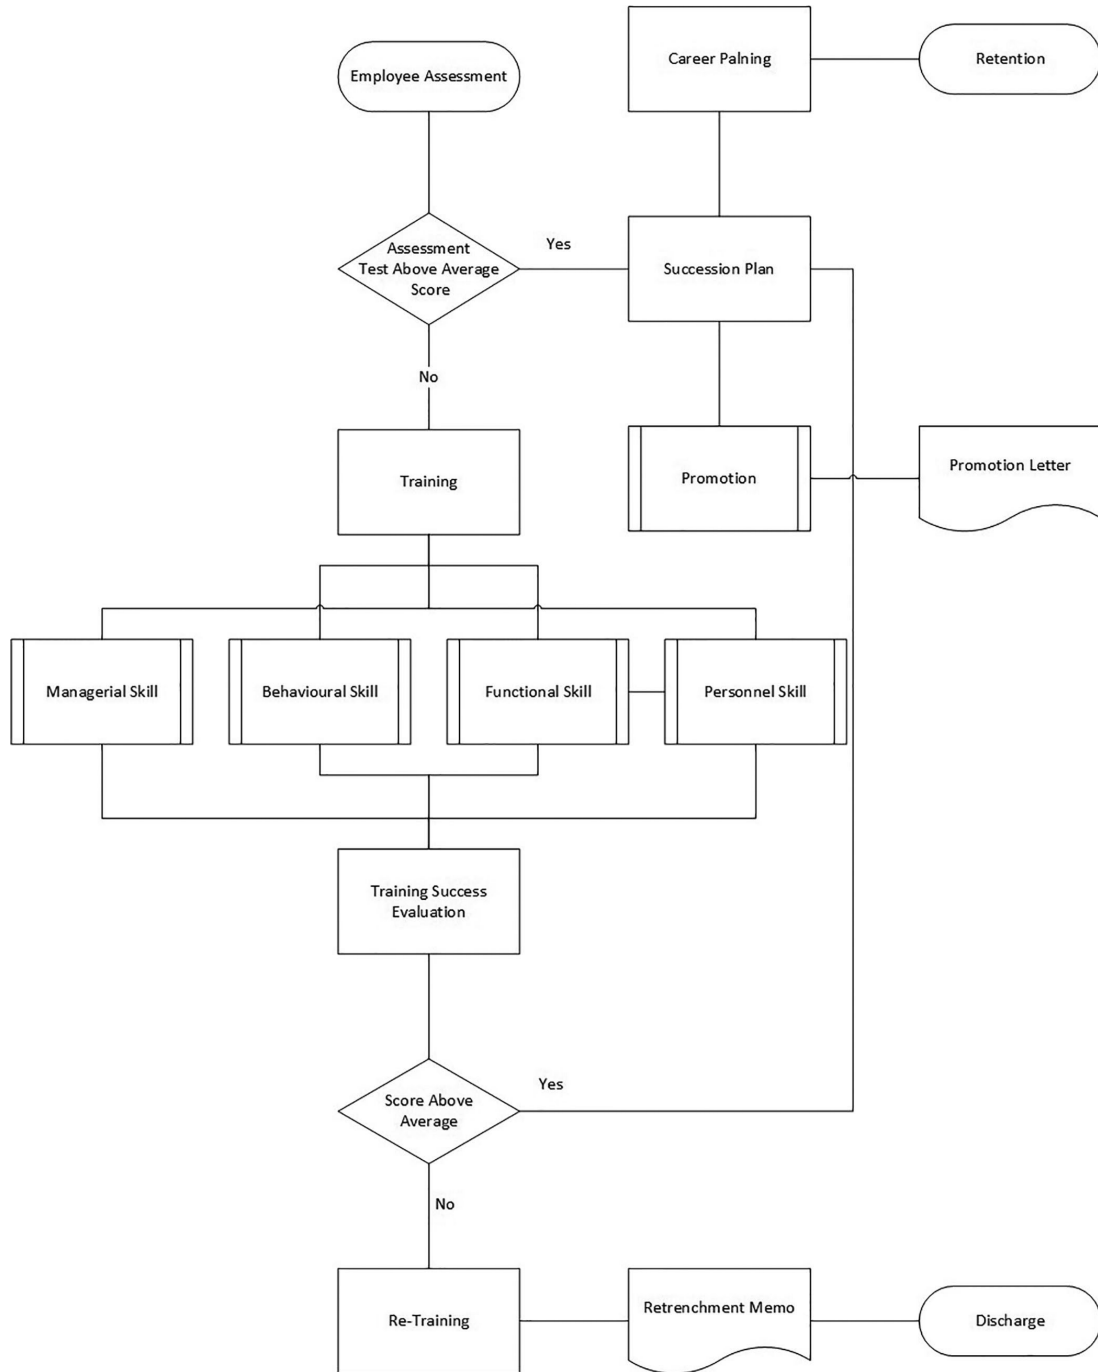 Career Palning
Retention
Employee Assessment
Assessment
Test Above Average
Score
Yes
Succession Plan
No
Training
Promotion
Promotion Letter
Managerial Skill
Behavioural Skill
Functional Skill
Personnel Skill
Training Success
Evaluation
Score Above
Average
Yes
No
Re-Training
Retrenchment Memo
Discharge